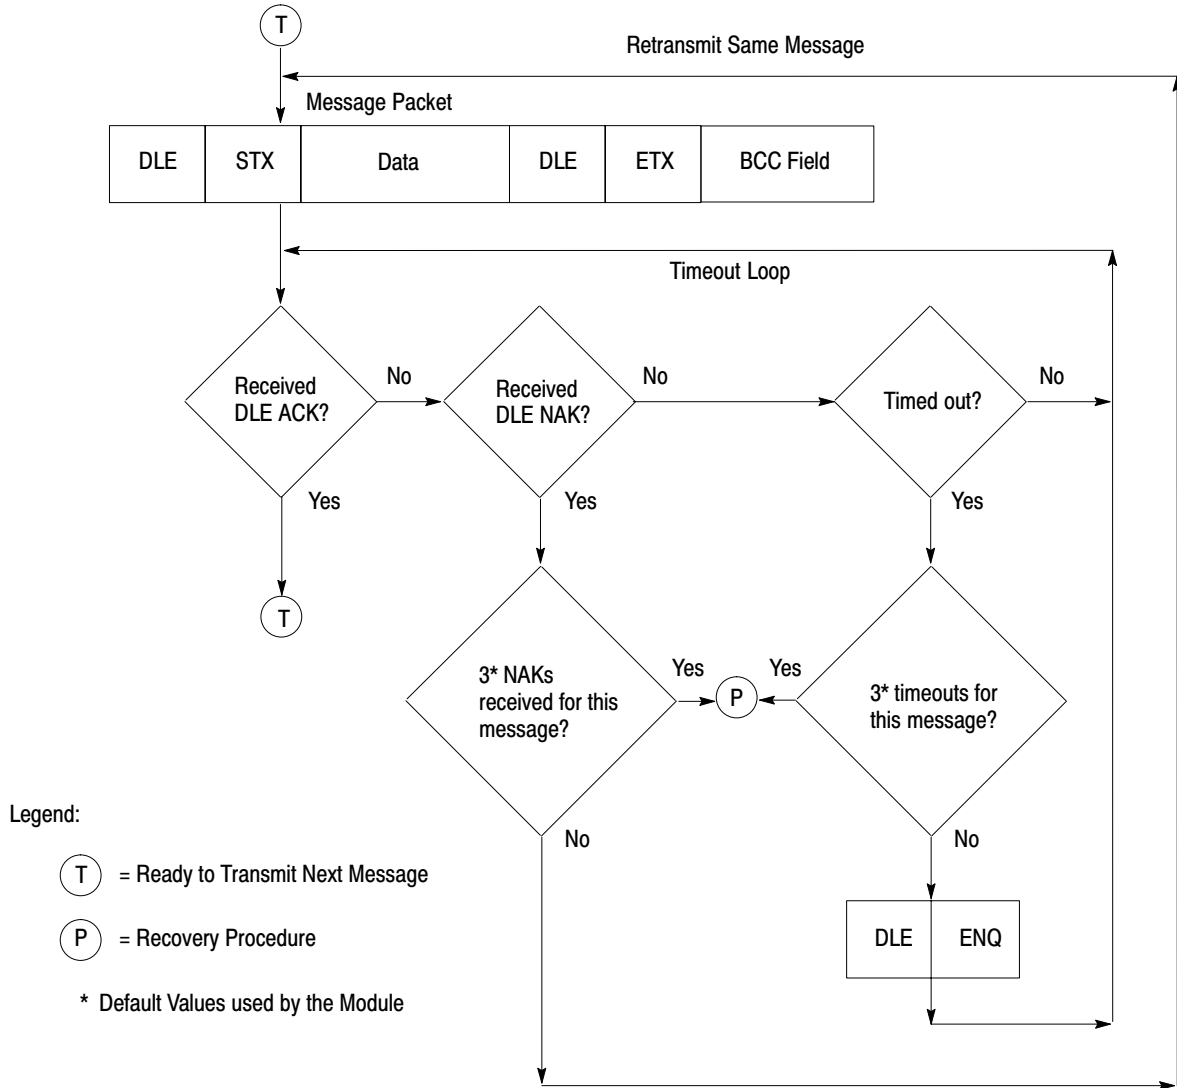 T
Retransmit Same Message
Message Packet
DLE STX Data DLE ETX BCC Field
Timeout Loop
Received
DLE ACK?
No
Received
DLE NAK?
No
Timed out?
No
Yes
Yes
Yes
T
3* NAKs
received for this
message?
Yes
P
Yes
3* timeouts for
this message?
No
No
DLE ENQ
Legend:
T = Ready to Transmit Next Message
P = Recovery Procedure
* Default Values used by the Module